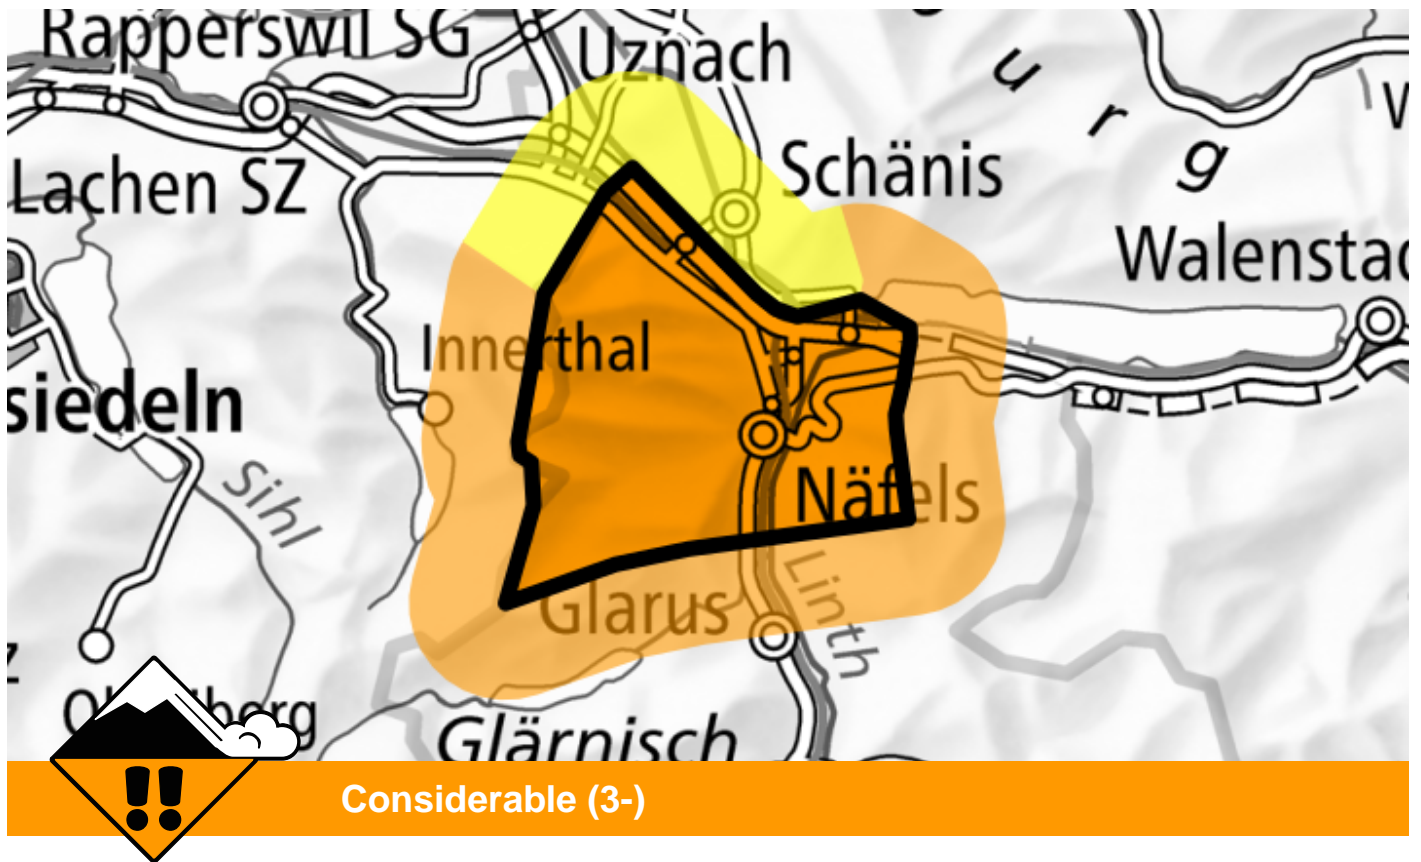 Rapperswil SG
Uznach
u
r
g
Schänis
Lachen SZ
Walenstad
Innerthal
siedeln
Näfels
Sihl
Linth
Glarus
Glärnisch
Considerable (3-)